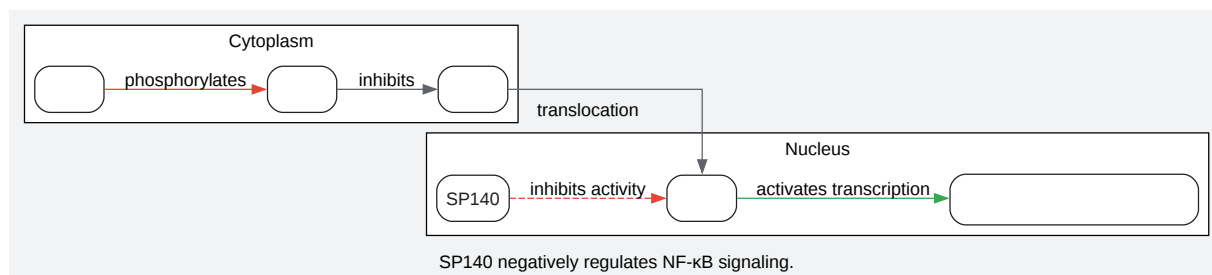 Cytoplasm
phosphorylates
inhibits
translocation
Nucleus
SP140
inhibits activity
activates transcription
SP140 negatively regulates NF-κB signaling.